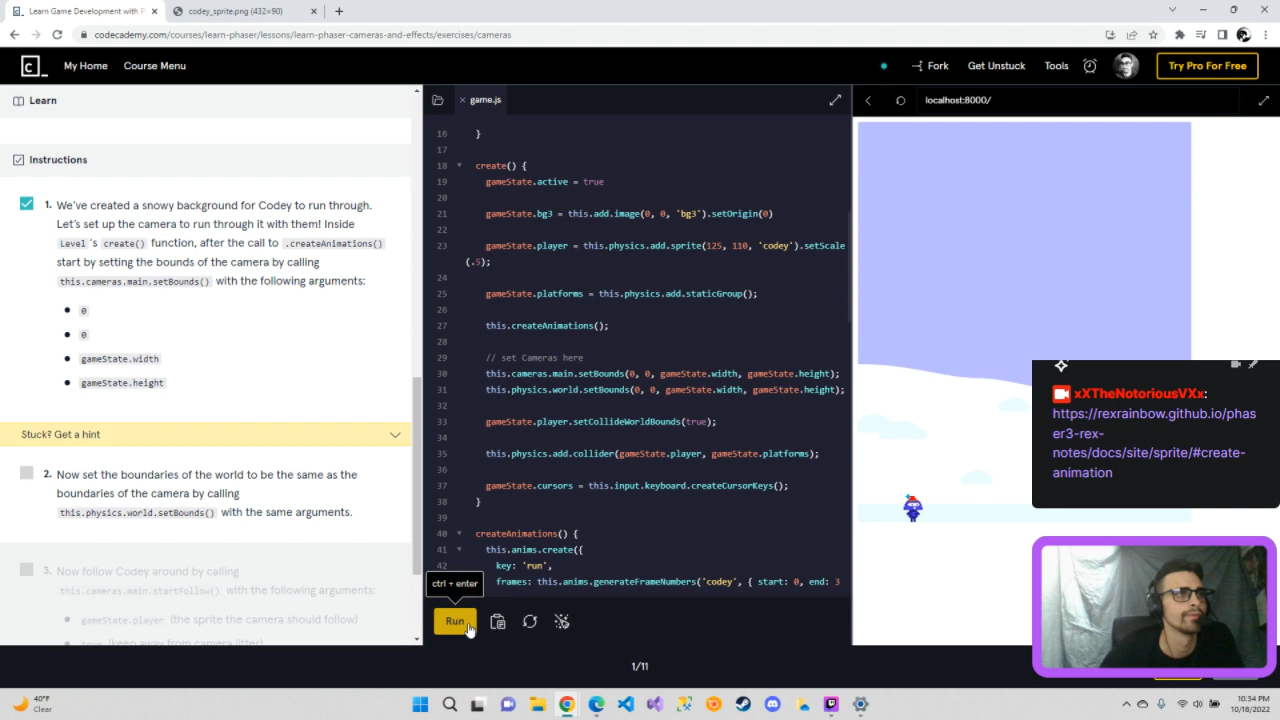 Learn Game Development with P
codey_sprite.png (432×90)
codecademy.com/courses/learn-phaser/lessons/learn-phaser-cameras-and-effects/exercises/cameras
My Home
Course Menu
Fork
Get Unstuck
Tools
Try Pro For Free
Learn
game.js
localhost:8000/
Instructions
1. We've created a snowy background for Codey to run through.
Let's set up the camera to run through it with them! Inside
Level 's create() function, after the call to .createAnimations()
start by setting the bounds of the camera by calling
this.cameras.main.setBounds() with the following arguments:
0
0
gameState.width
gameState.height
Stuck? Get a hint
2. Now set the boundaries of the world to be the same as the
boundaries of the camera by calling
this.physics.world.setBounds() with the same arguments.
3. Now follow Codey around by calling
this.cameras.main.startFollow() with the following arguments:
gameState.player (the sprite the camera should follow)
true (keep away from camera jitter)
16 }
17
18 create() {
19 gameState.active = true
20
21 gameState.bg3 = this.add.image(0, 0, 'bg3').setOrigin(0)
22
23 gameState.player = this.physics.add.sprite(125, 110, 'codey').setScale
(.5);
24
25 gameState.platforms = this.physics.add.staticGroup();
26
27 this.createAnimations();
28
29 // set Cameras here
30 this.cameras.main.setBounds(0, 0, gameState.width, gameState.height);
31 this.physics.world.setBounds(0, 0, gameState.width, gameState.height);
32
33 gameState.player.setCollideWorldBounds(true);
34
35 this.physics.add.collider(gameState.player, gameState.platforms);
36
37 gameState.cursors = this.input.keyboard.createCursorKeys();
38 }
39
40 createAnimations() {
41 this.anims.create({
42 key: 'run',
frames: this.anims.generateFrameNumbers('codey', { start: 0, end: 3
ctrl + enter
Run
xXTheNotoriousVXx:
https://rexrainbow.github.io/phas
er3-rex-
notes/docs/site/sprite/#create-
animation
1/11
40°F
Clear
10:34 PM
10/18/2022